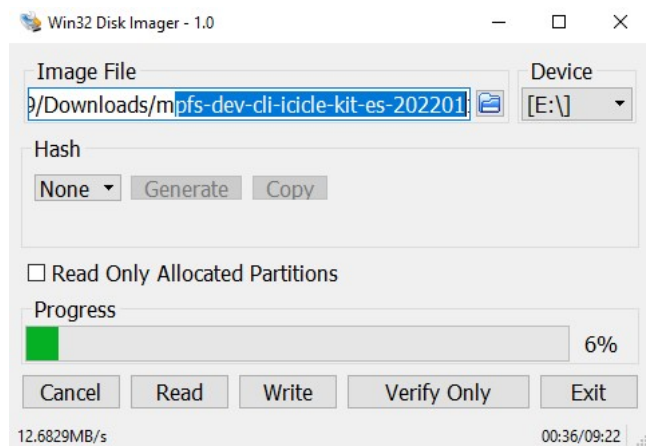 Win32 Disk Imager - 1.0
Image File
Device
/Downloads/mpfs-dev-cli-icicle-kit-es-202201
[E:\]
Hash
None Generate Copy
Read Only Allocated Partitions
Progress
6%
Cancel Read Write Verify Only Exit
12.6829MB/s 00:36/09:22